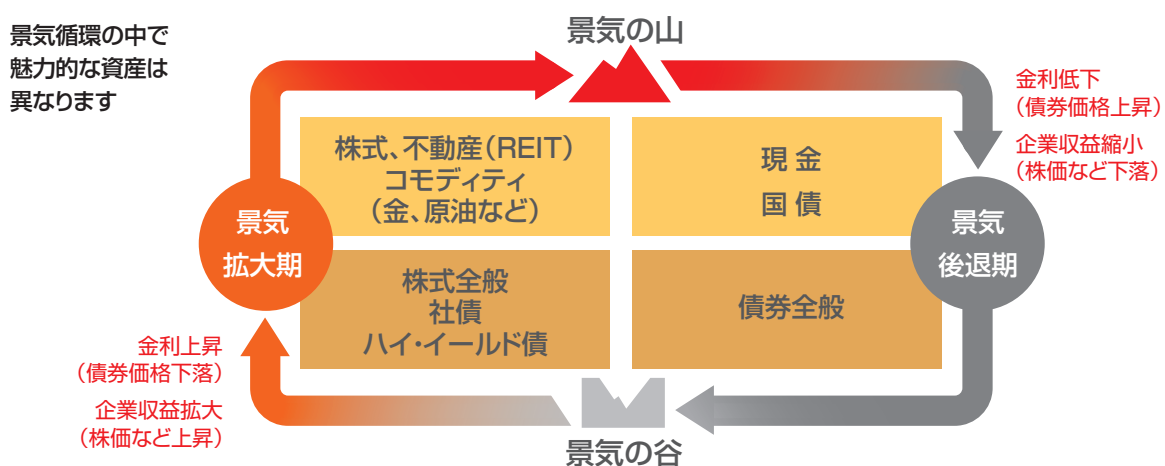 景気循環の中で
魅力的な資産は
異なります
景気の山
金利低下
(債券価格上昇)
企業収益縮小
(株価など下落)
株式、不動産(REIT)
コモディティ
(金、原油など)
現金
国債
景気
拡大期
景気
後退期
株式全般
社債
ハイ・イールド債
債券全般
金利上昇
(債券価格下落)
企業収益拡大
(株価など上昇)
景気の谷